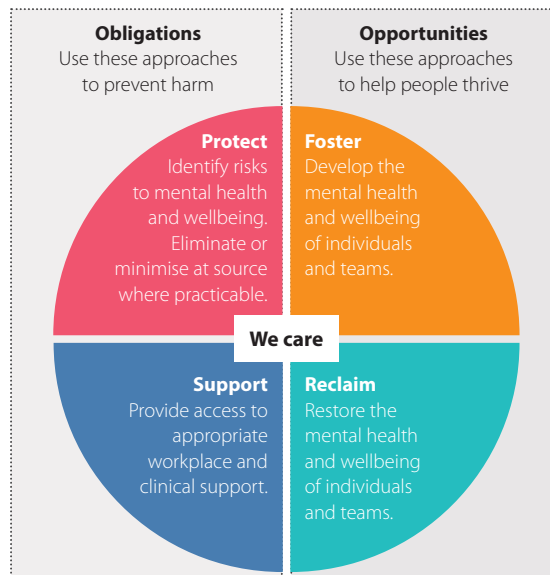 Obligations
Use these approaches
to prevent harm
Opportunities
Use these approaches
to help people thrive
Protect
Identify risks
to mental health
and wellbeing.
Eliminate or
minimise at source
where practicable.
Foster
Develop the
mental health
and wellbeing
of individuals
and teams.
We care
Support
Provide access to
appropriate
workplace and
clinical support.
Reclaim
Restore the
mental health
and wellbeing
of individuals
and teams.